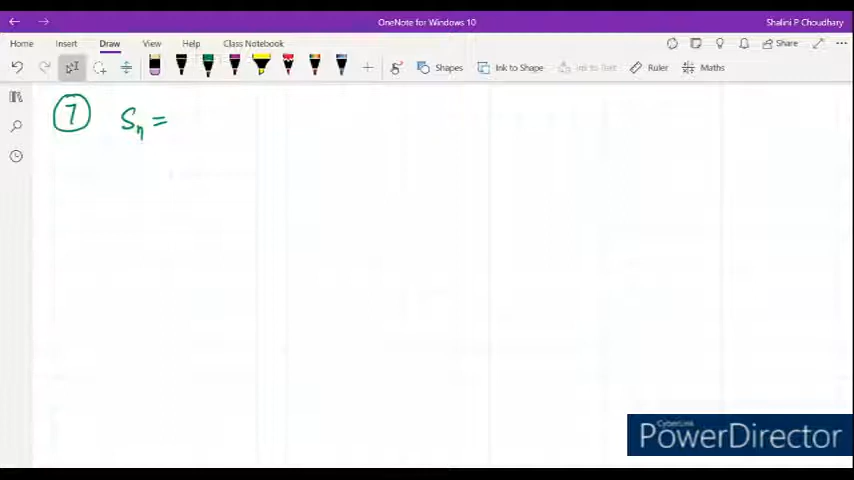 OneNote for Windows 10
Shalini P Choudhary
Home Insert Draw View Help Class Notebook Share
Shapes Ink to Shape Ink to Text Ruler Maths
7 Sn =
CyberLink
PowerDirector